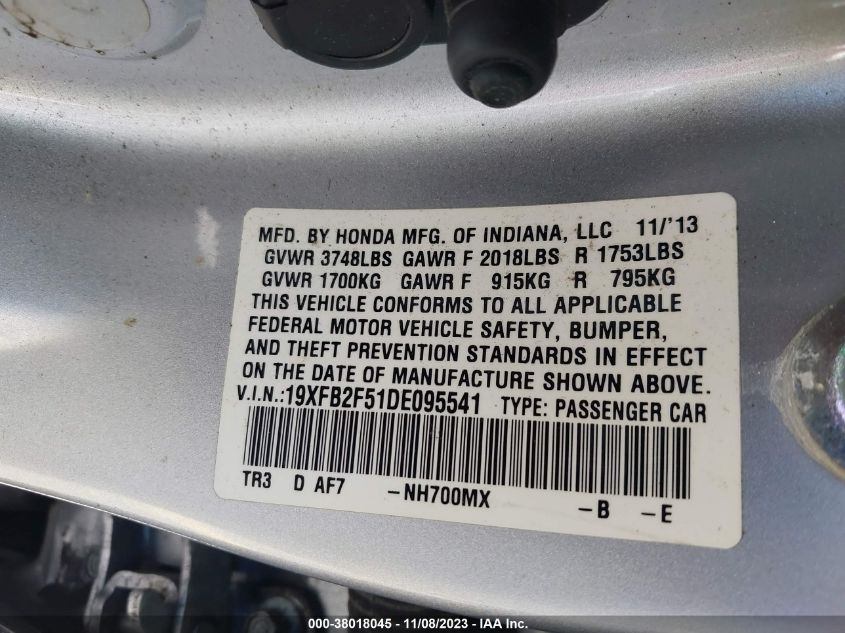 MFD. BY HONDA MFG. OF INDIANA, LLC 11/'13
GVWR 3748LBS GAWR F 2018LBS R 1753LBS
GVWR 1700KG GAWR F 915KG R 795KG
THIS VEHICLE CONFORMS TO ALL APPLICABLE
FEDERAL MOTOR VEHICLE SAFETY, BUMPER,
AND THEFT PREVENTION STANDARDS IN EFFECT
ON THE DATE OF MANUFACTURE SHOWN ABOVE.
V.I.N.:19XFB2F51DE095541 TYPE: PASSENGER CAR
TR3 D AF7 -NH700MX -B -E
000-38018045 - 11/08/2023 - IAAI.com